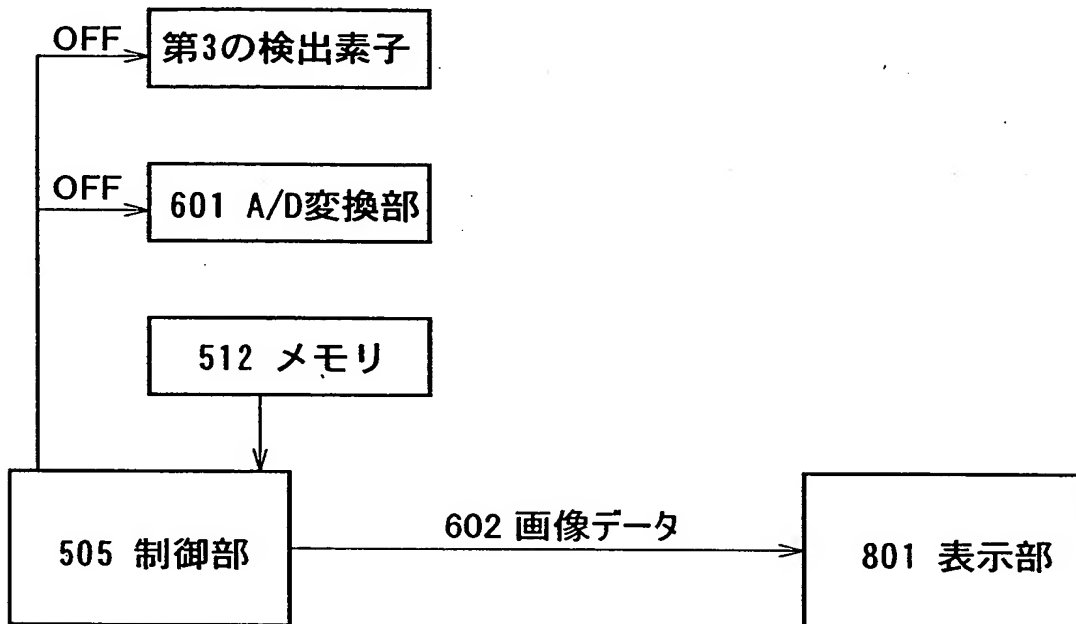 OFF
第3の検出素子
OFF
601 A/D変換部
512 メモリ
505 制御部
602 画像データ
801 表示部